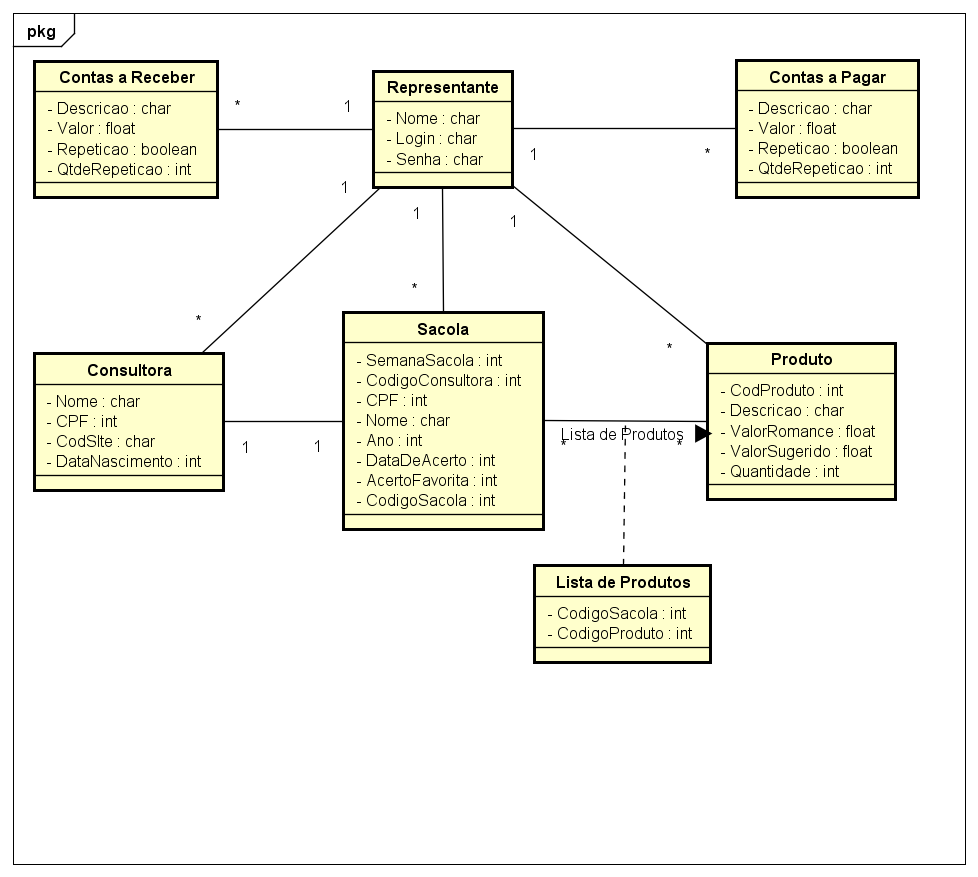 pkg
Contas a Receber
- Descricao : char
- Valor : float
- Repeticao : boolean
- QtdeRepeticao : int
*
1
Representante
- Nome : char
- Login : char
- Senha : char
1
*
Contas a Pagar
- Descricao : char
- Valor : float
- Repeticao : boolean
- QtdeRepeticao : int
1
*
1
*
1
*
Consultora
- Nome : char
- CPF : int
- CodSIte : char
- DataNascimento : int
1
1
Sacola
- SemanaSacola : int
- CodigoConsultora : int
- CPF : int
- Nome : char
- Ano : int
- DataDeAcerto : int
- AcertoFavorita : int
- CodigoSacola : int
Lista de Produtos
*
*
Produto
- CodProduto : int
- Descricao : char
- ValorRomance : float
- ValorSugerido : float
- Quantidade : int
Lista de Produtos
- CodigoSacola : int
- CodigoProduto : int